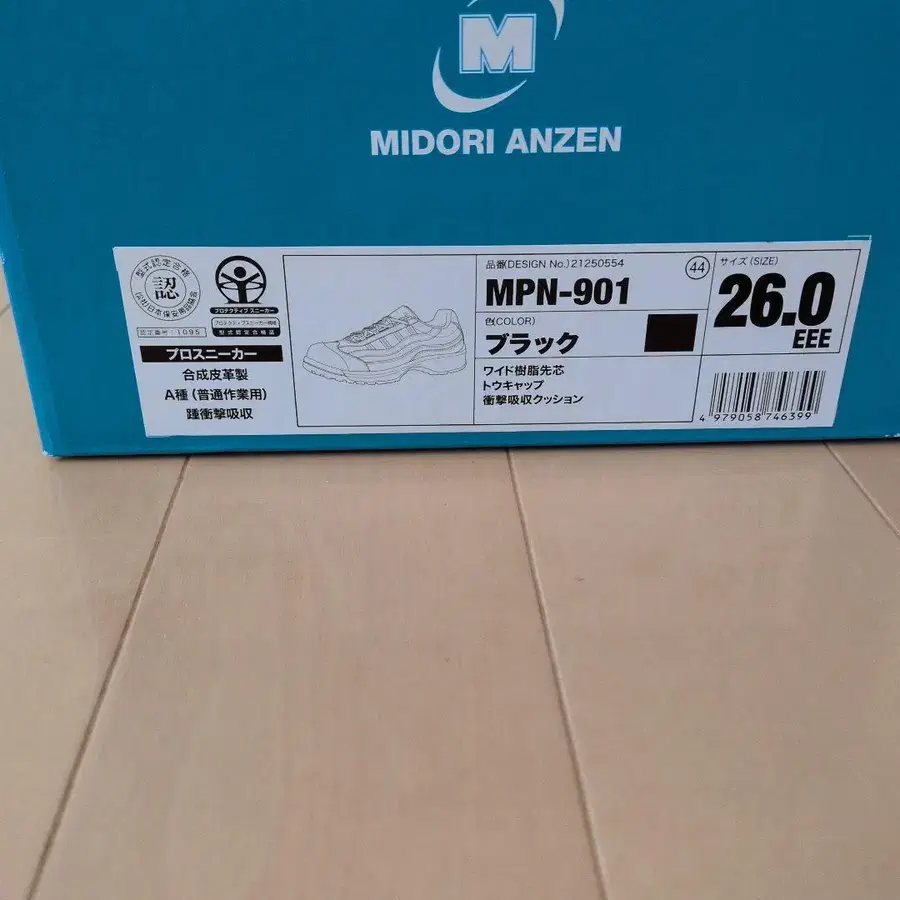 M
MIDORI ANZEN
型式認定合格
認
(公社)日本保安用品協会
認定番号:1095
プロテクティブ スニーカー
プロテクティブスニーカー規格
型式認定合格品
プロスニーカー
合成皮革製
A種(普通作業用)
踵衝撃吸収
品番(DESIGN No.)21250554
44
MPN-901
色(COLOR)
ブラック
ワイド樹脂先芯
トウキャップ
衝撃吸収クッション
サイズ(SIZE)
26.0
EEE
4 979058 746399